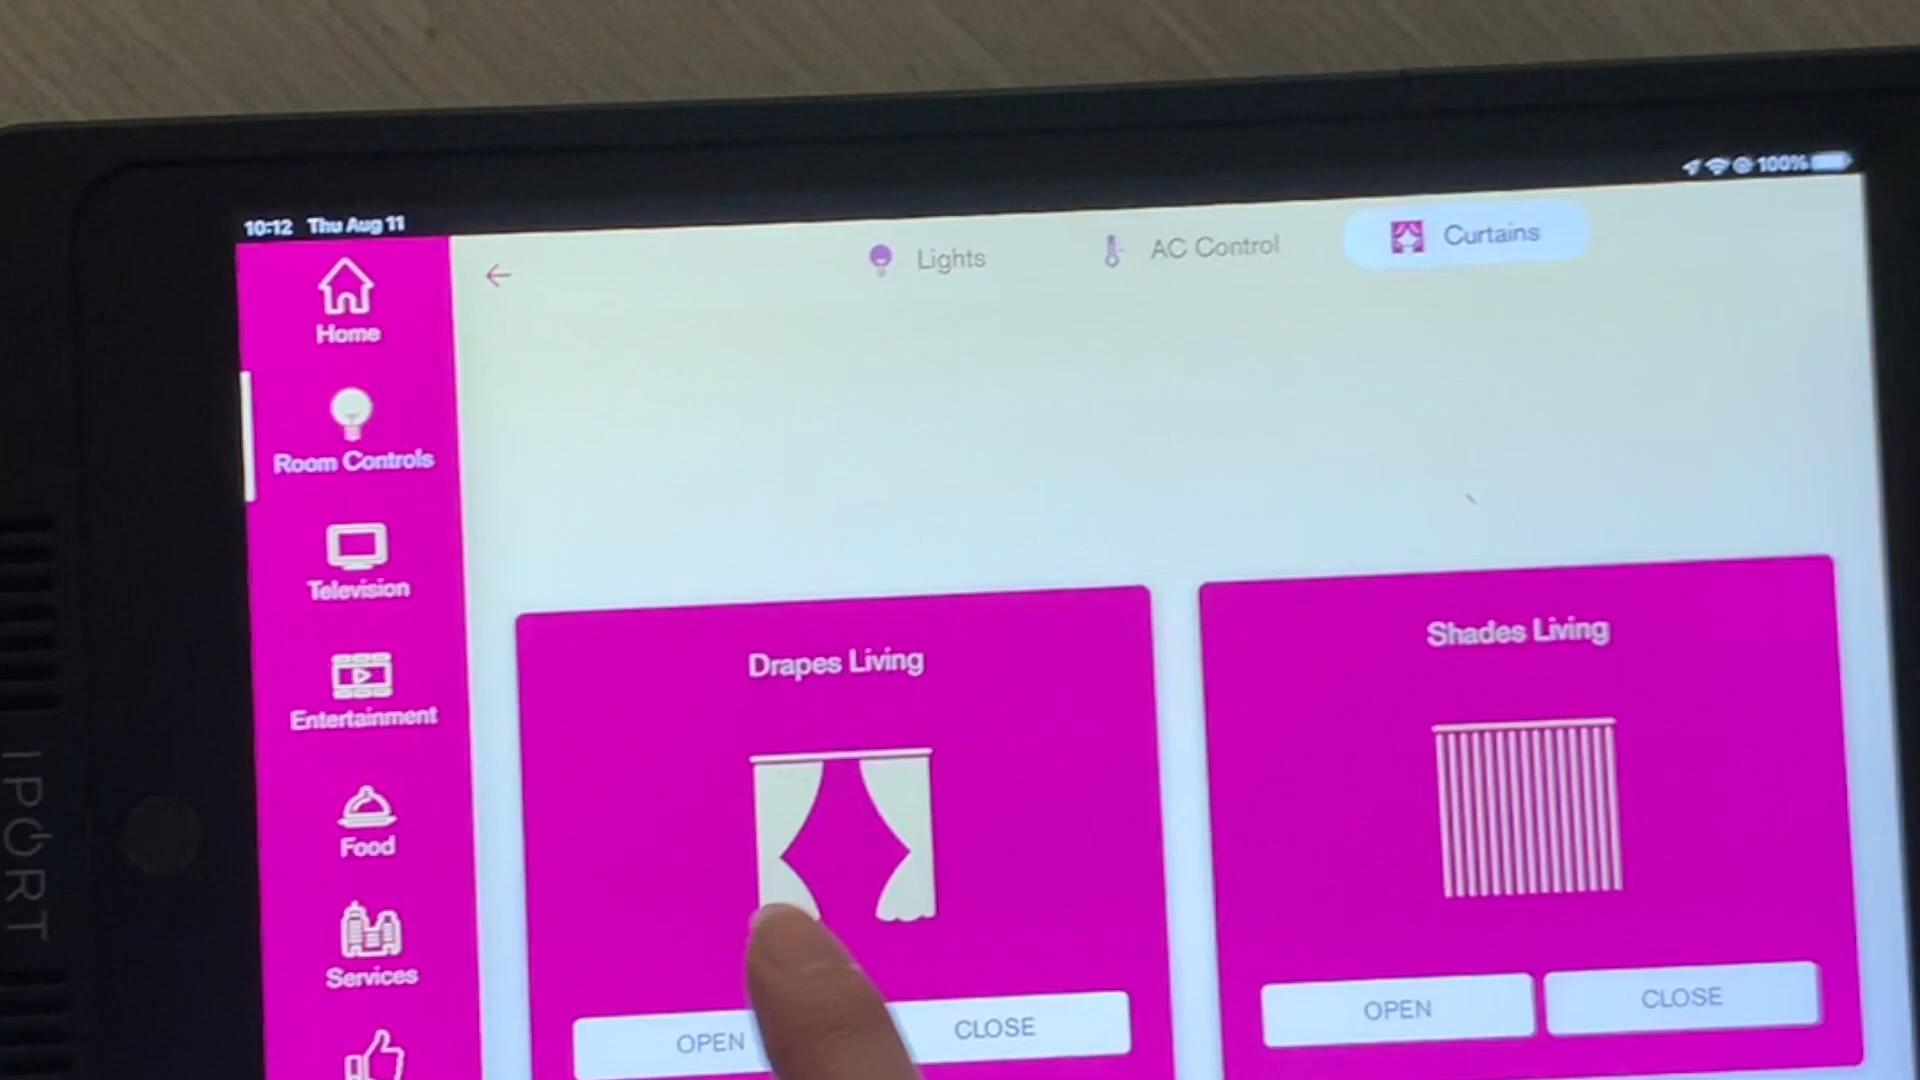 10:12 Thu Aug 11
100%
Home
Room Controls
Television
Entertainment
Food
Services
Lights
AC Control
Curtains
Drapes Living
OPEN
CLOSE
Shades Living
OPEN
CLOSE
IPORT